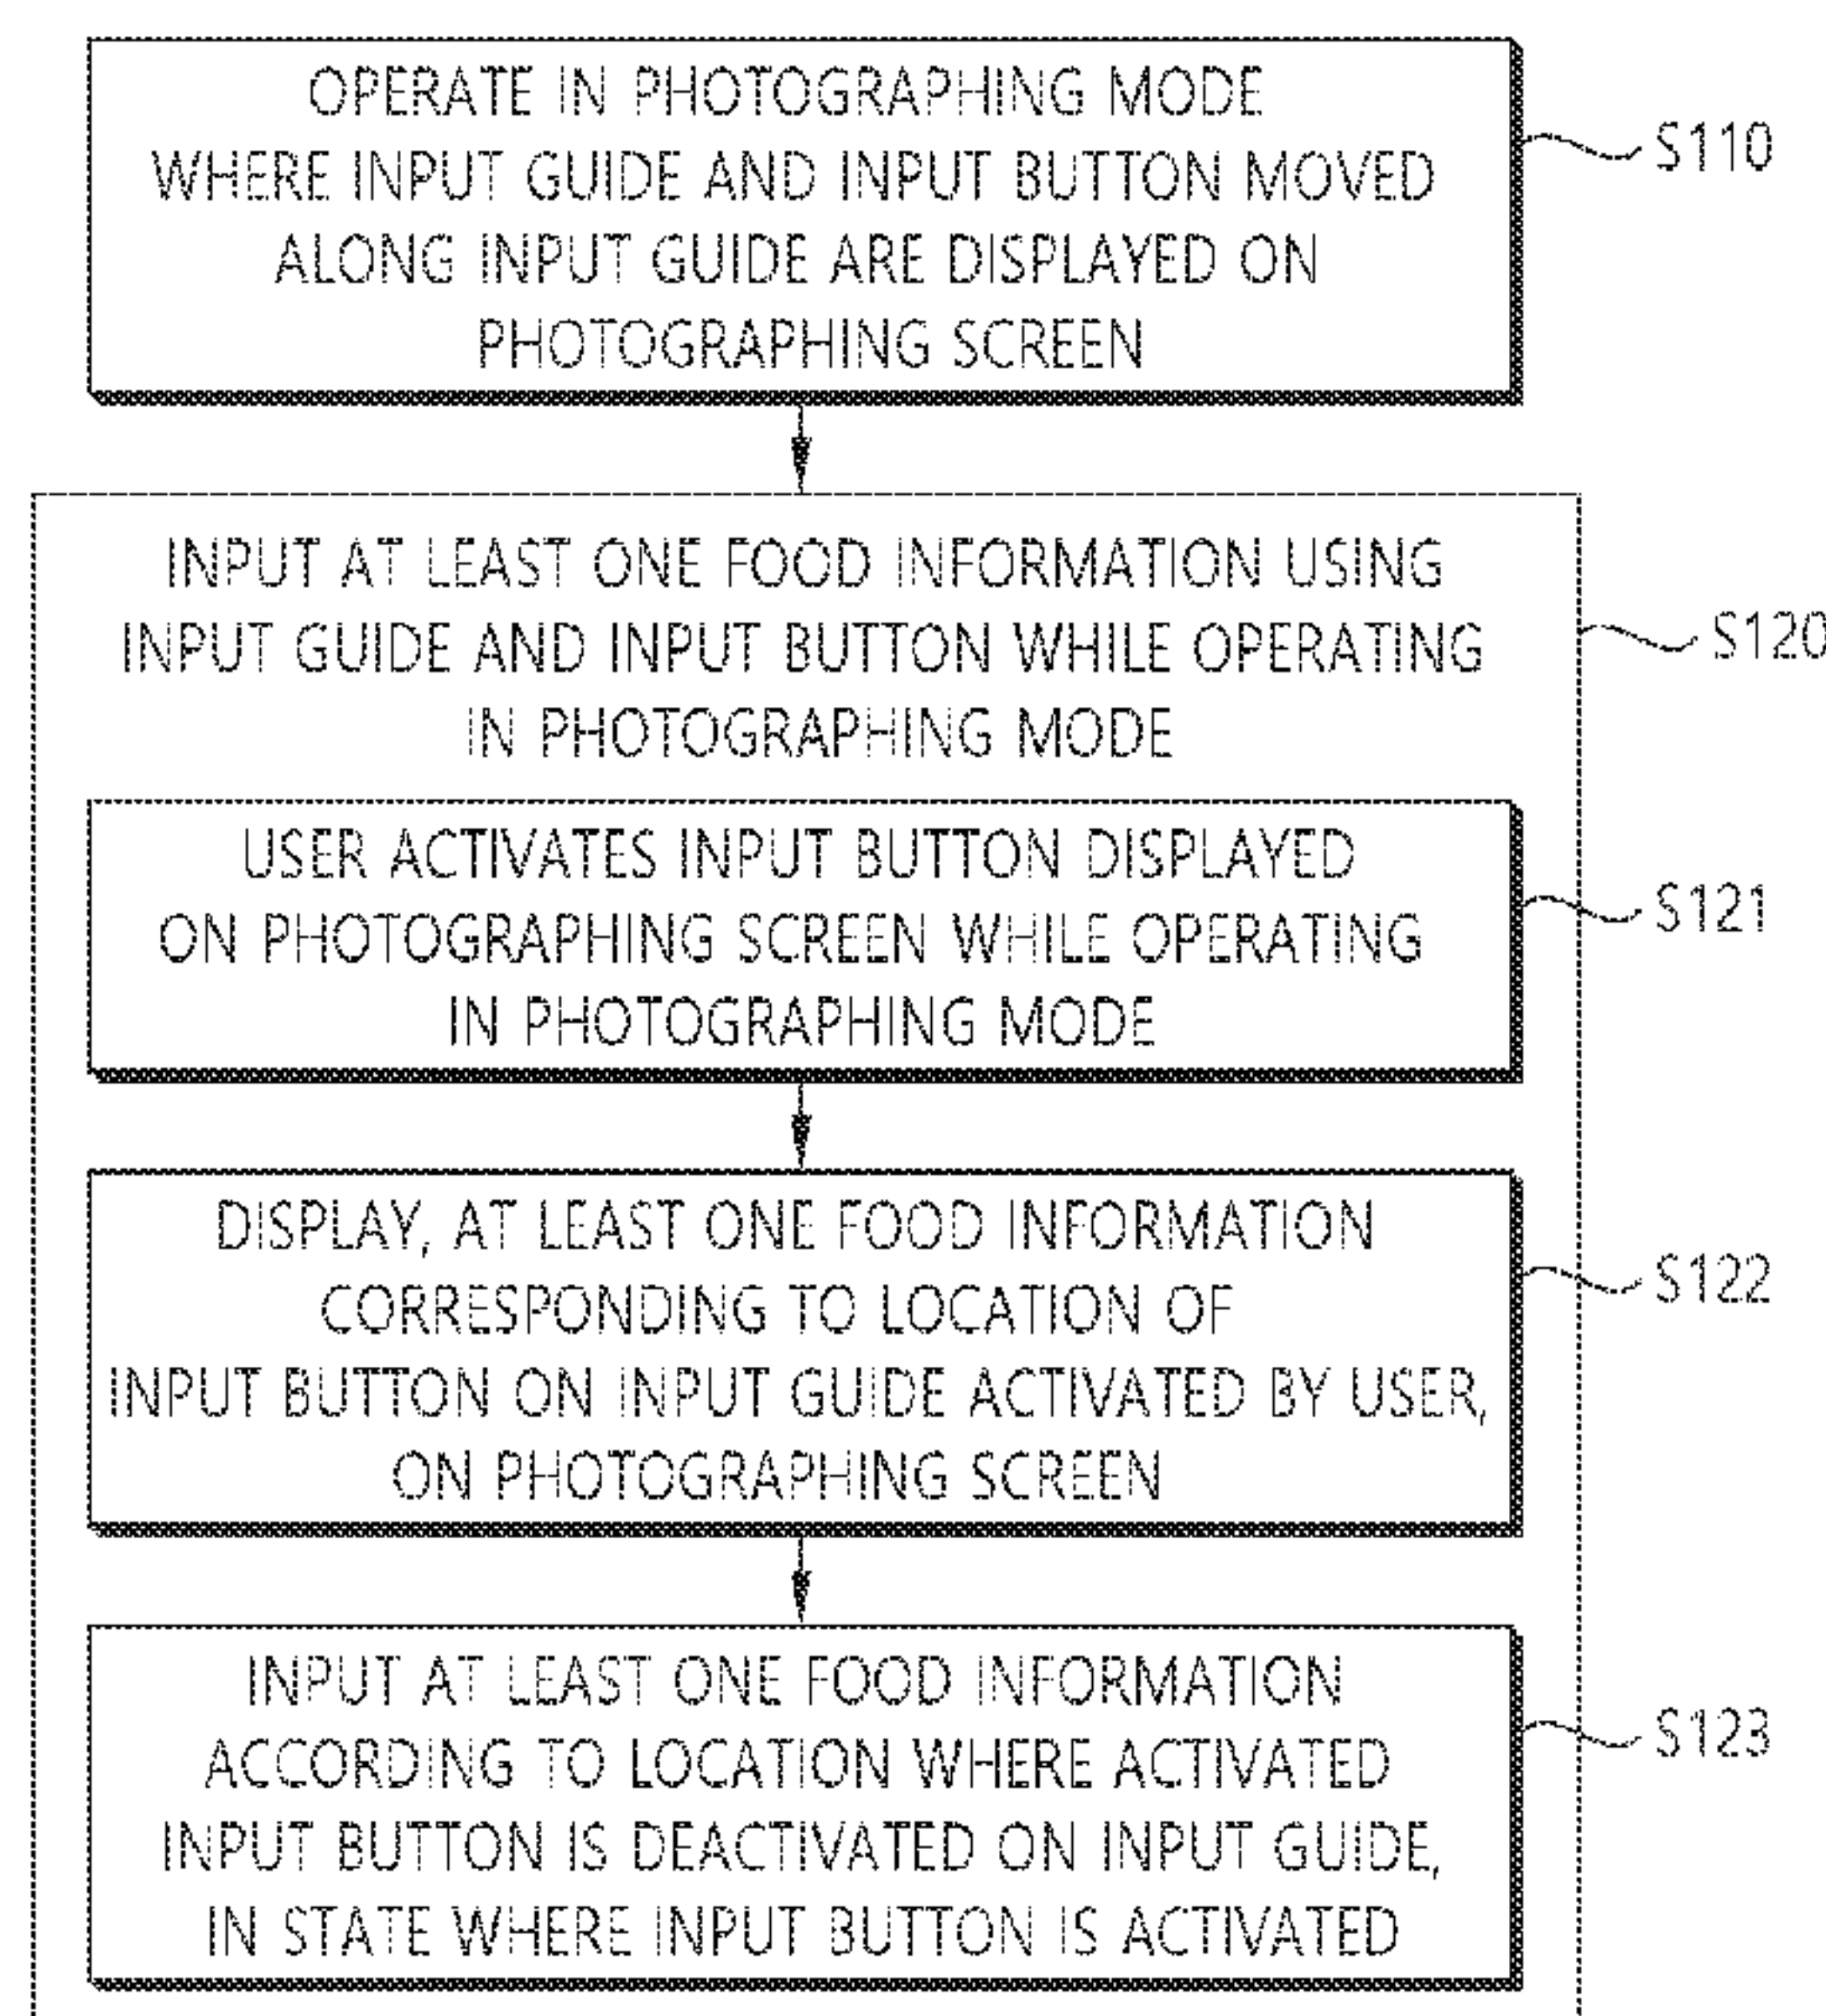 OPERATE IN PHOTOGRAPHING MODE
WHERE INPUT GUIDE AND INPUT BUTTON MOVED
ALONG INPUT GUIDE ARE DISPLAYED ON
PHOTOGRAPHING SCREEN
S110
INPUT AT LEAST ONE FOOD INFORMATION USING
INPUT GUIDE AND INPUT BUTTON WHILE OPERATING
IN PHOTOGRAPHING MODE
S120
USER ACTIVATES INPUT BUTTON DISPLAYED
ON PHOTOGRAPHING SCREEN WHILE OPERATING
IN PHOTOGRAPHING MODE
S121
DISPLAY, AT LEAST ONE FOOD INFORMATION
CORRESPONDING TO LOCATION OF
INPUT BUTTON ON INPUT GUIDE ACTIVATED BY USER,
ON PHOTOGRAPHING SCREEN
S122
INPUT AT LEAST ONE FOOD INFORMATION
ACCORDING TO LOCATION WHERE ACTIVATED
INPUT BUTTON IS DEACTIVATED ON INPUT GUIDE,
IN STATE WHERE INPUT BUTTON IS ACTIVATED
S123